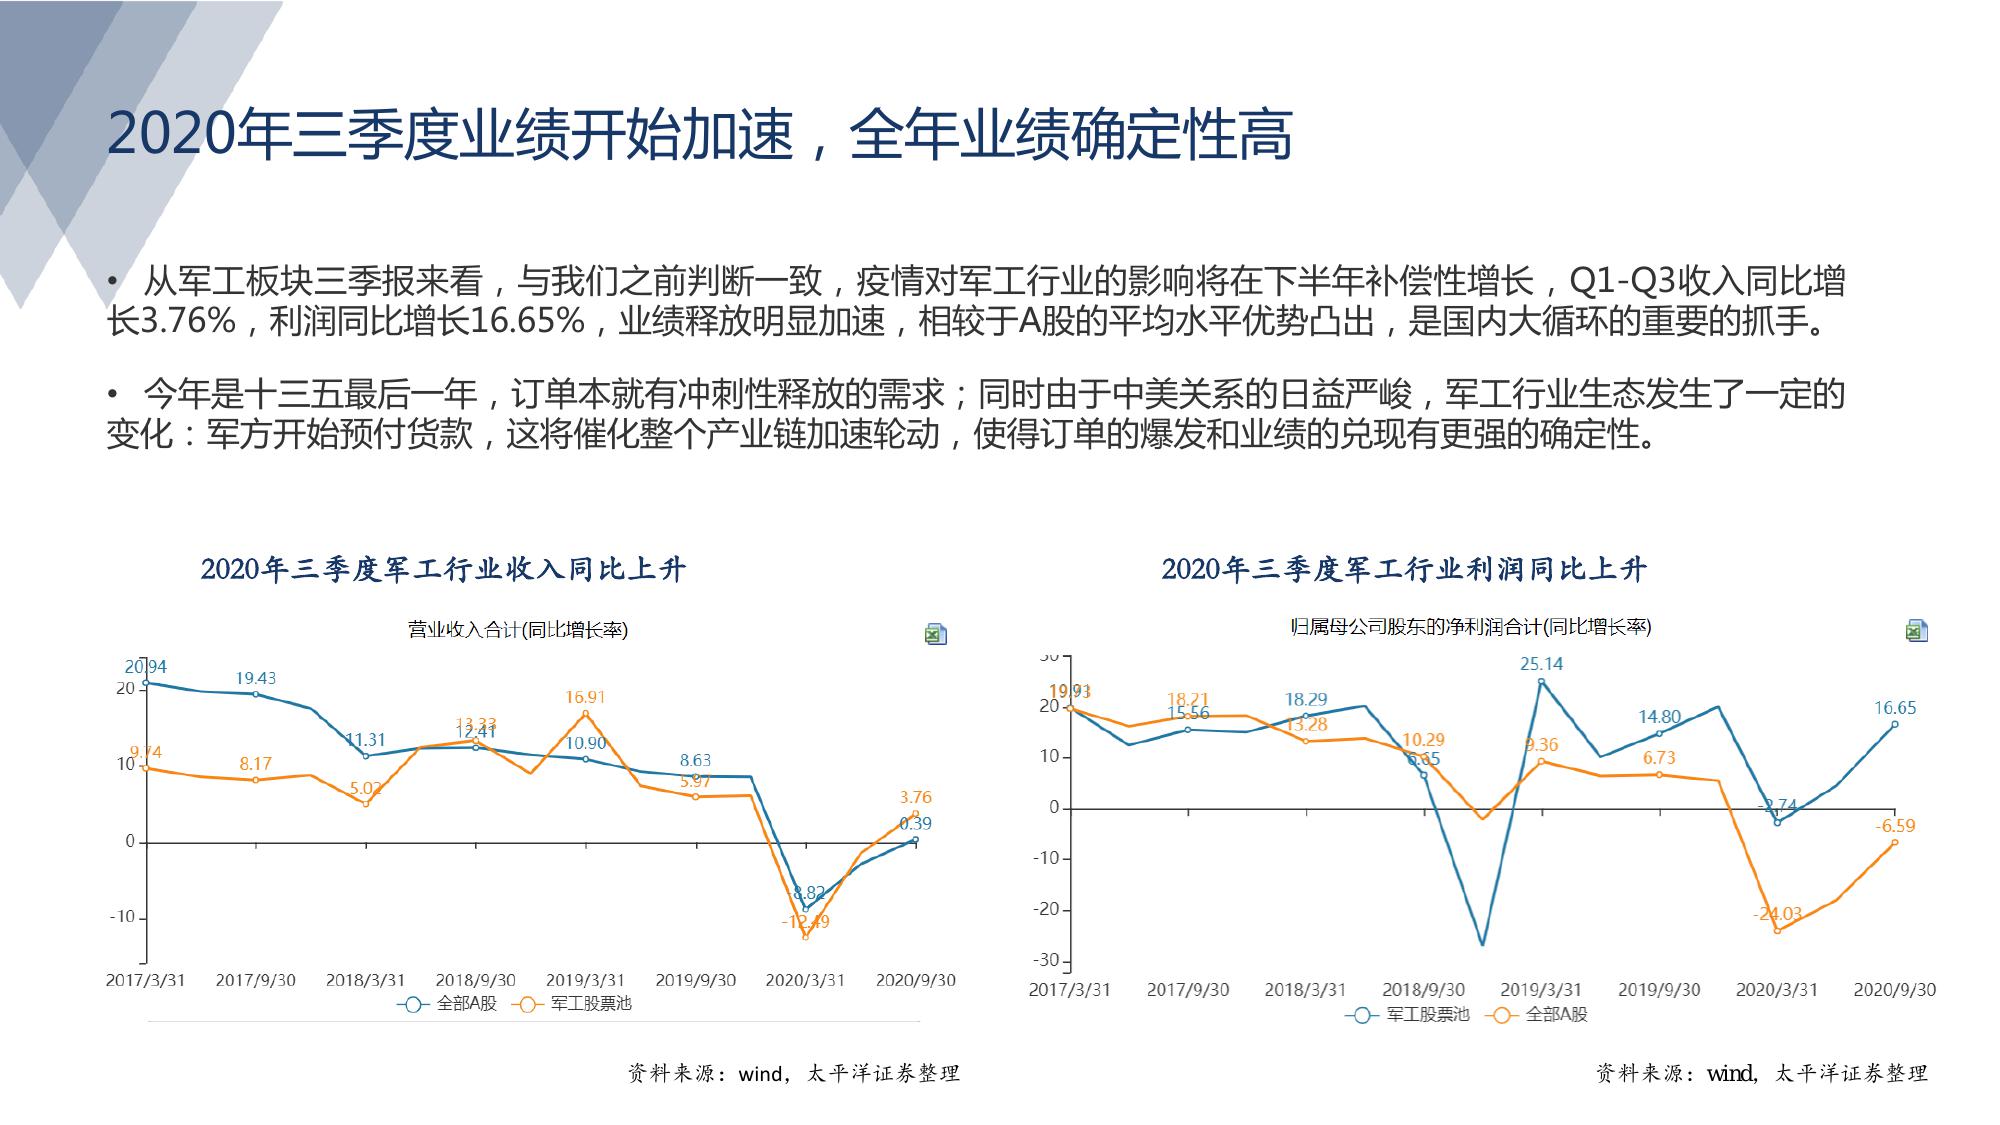 2020年三季度业绩开始加速，全年业绩确定性高
• 从军工板块三季报来看，与我们之前判断一致，疫情对军工行业的影响将在下半年补偿性增长，Q1-Q3收入同比增
长3.76%，利润同比增长16.65%，业绩释放明显加速，相较于A股的平均水平优势凸出，是国内大循环的重要的抓手。
• 今年是十三五最后一年，订单本就有冲刺性释放的需求；同时由于中美关系的日益严峻，军工行业生态发生了一定的
变化：军方开始预付货款，这将催化整个产业链加速轮动，使得订单的爆发和业绩的兑现有更强的确定性。
2020年三季度军工行业收入同比上升
营业收入合计(同比增长率)
20
10
0
-10
20.94
19.43
11.31
12.41
10.90
8.63
-8.82
0.39
9.74
8.17
5.02
13.33
16.91
5.97
-12.49
3.76
2017/3/31 2017/9/30 2018/3/31 2018/9/30 2019/3/31 2019/9/30 2020/3/31 2020/9/30
全部A股 军工股票池
资料来源：wind，太平洋证券整理
2020年三季度军工行业利润同比上升
归属母公司股东的净利润合计(同比增长率)
30
20
10
0
-10
-20
-30
15.56
18.29
6.65
25.14
14.80
-2.74
16.65
18.21
13.28
10.29
9.36
6.73
-24.03
-6.59
2017/3/31 2017/9/30 2018/3/31 2018/9/30 2019/3/31 2019/9/30 2020/3/31 2020/9/30
军工股票池 全部A股
资料来源：wind，太平洋证券整理